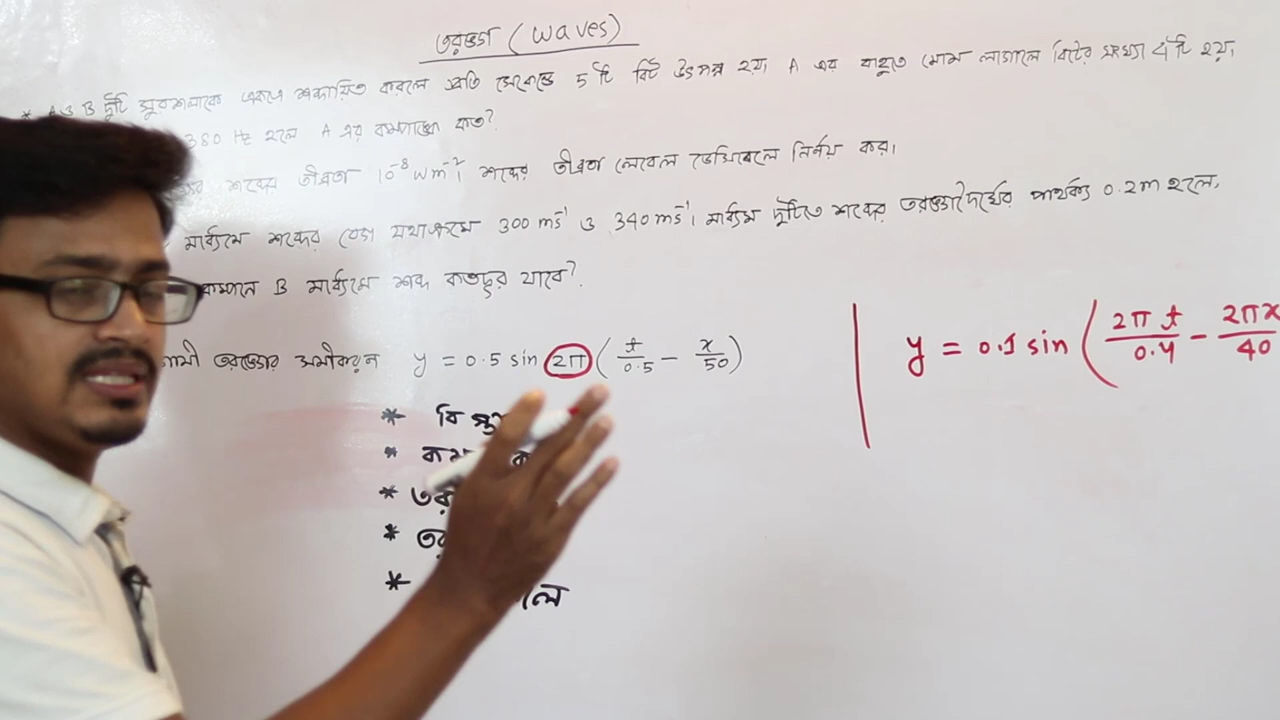 তরঙ্গ (Waves)
* A ও B দুটি সুরশলাকে একত্রে শব্দায়িত করলে প্রতি সেকেন্ডে 5 টি বিট উৎপন্ন হয়। A এর বাহুতে মোম লাগালে বিটের সংখ্যা 4 টি হয়।
380 Hz হলে A এর কম্পাঙ্ক কত?
শব্দের তীব্রতা 10⁻⁸ Wm⁻²। শব্দের তীব্রতা লেবেল ডেসিবেলে নির্ণয় কর।
মাধ্যমে শব্দের বেগ যথাক্রমে 300 ms⁻¹ ও 340 ms⁻¹। মাধ্যম দুটিতে শব্দের তরঙ্গদৈর্ঘ্যের পার্থক্য 0.2m হলে,
B মাধ্যমে শব্দ কতদূর যাবে?
গামী তরঙ্গের সমীকরন y = 0.5 sin 2π (t/0.5 − x/50)
y = 0.1 sin (2πt/0.4 − 2πx/40
* বি
* কম
*
*
* লে